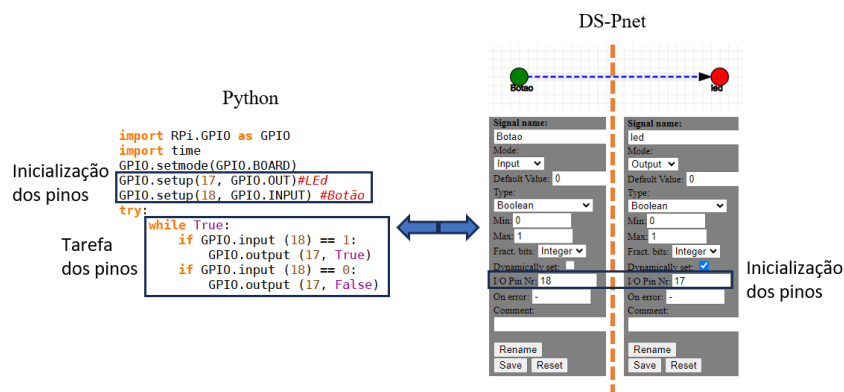 DS-Pnet
Botao
led
Python
import RPi.GPIO as GPIO
import time
GPIO.setmode(GPIO.BOARD)
GPIO.setup(17, GPIO.OUT)#LEd
GPIO.setup(18, GPIO.INPUT) #Botão
try:
while True:
if GPIO.input (18) == 1:
GPIO.output (17, True)
if GPIO.input (18) == 0:
GPIO.output (17, False)
Inicialização
dos pinos
Tarefa
dos pinos
Signal name:
Botao
Mode:
Input
Default Value: 0
Type:
Boolean
Min: 0
Max: 1
Fract. bits: Integer
Dynamically set:
I/O Pin Nr: 18
On error: -
Comment:
Rename
Save Reset
Signal name:
led
Mode:
Output
Default Value: 0
Type:
Boolean
Min: 0
Max: 1
Fract. bits: Integer
Dynamically set:
I/O Pin Nr: 17
On error: -
Comment:
Rename
Save Reset
Inicialização
dos pinos